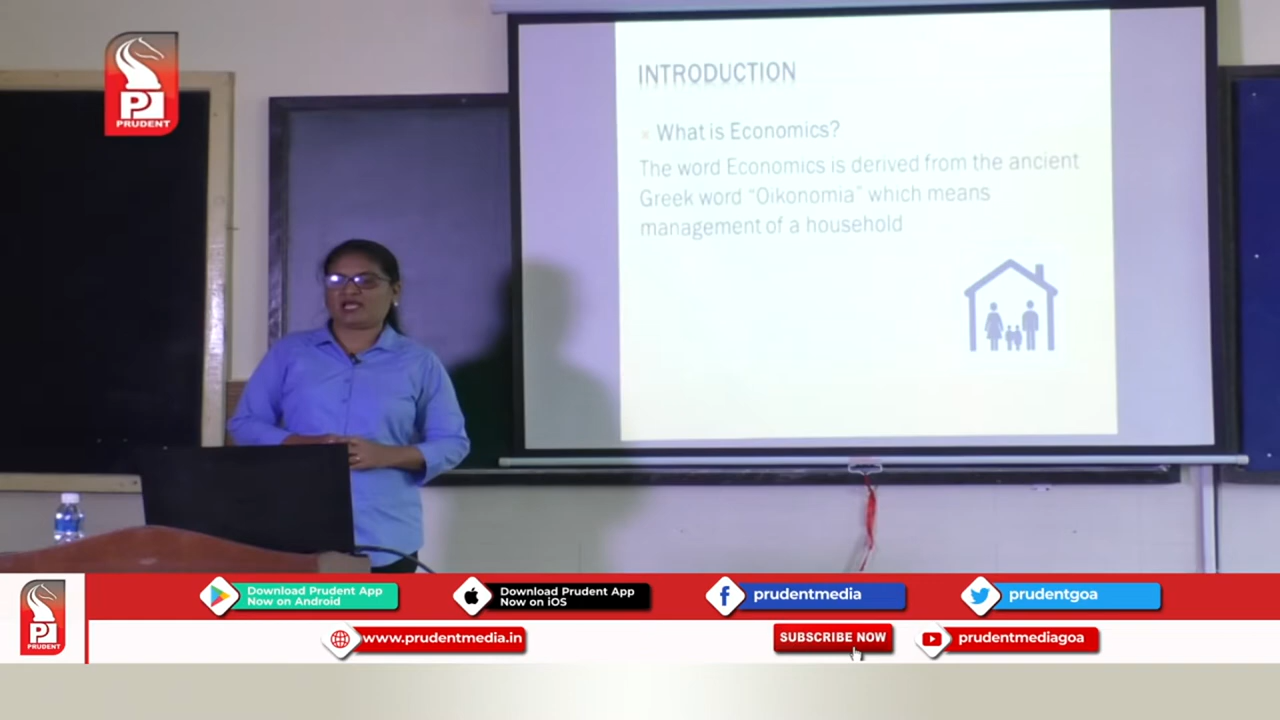 PRUDENT
INTRODUCTION
What is Economics?
The word Economics is derived from the ancient
Greek word “Oikonomia” which means
management of a household
PRUDENT
Download Prudent App
Now on Android
Download Prudent App
Now on iOS
prudentmedia
prudentgoa
www.prudentmedia.in
SUBSCRIBE NOW
prudentmediagoa